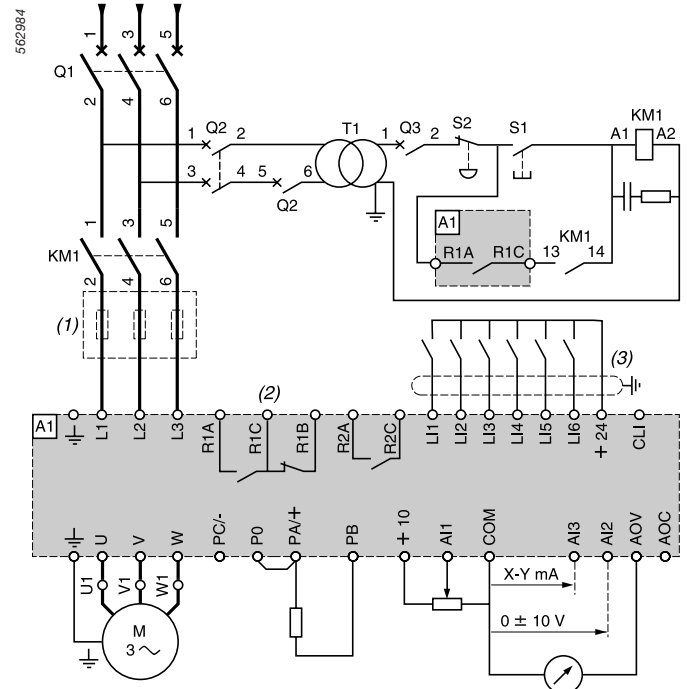 562984
1 3 5
Q1
2 4 6
1 Q2 2
3 4 5 6
Q2
T1
1 Q3 2
S2
S1
KM1
A1 A2
A1
R1A R1C
13 KM1 14
1 3 5
KM1
2 4 6
(1)
(2)
(3)
A1
L1 L2 L3 R1A R1C R1B R2A R2C LI1 LI2 LI3 LI4 LI5 LI6 + 24 CLI
U V W PC/- P0 PA/+ PB + 10 AI1 COM AI3 AI2 AOV AOC
U1 V1 W1
X-Y mA
0 ± 10 V
M
3 ~